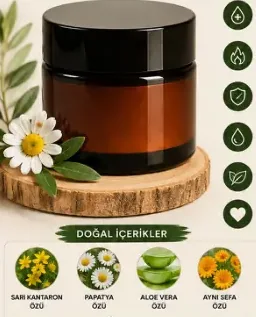 DOĞAL İÇERİKLER
SARI KANTARON
ÖZÜ
PAPATYA
ÖZÜ
ALOE VERA
ÖZÜ
AYNI SEFA
ÖZÜ